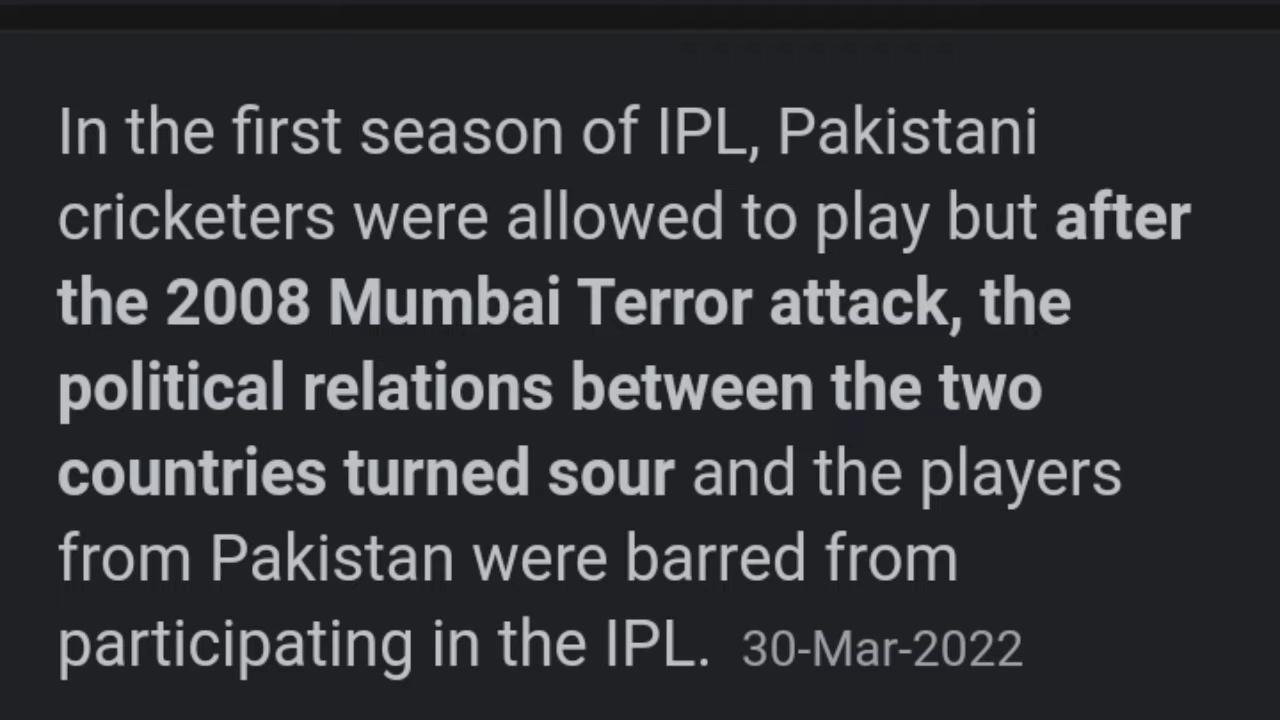 In the first season of IPL, Pakistani
cricketers were allowed to play but after
the 2008 Mumbai Terror attack, the
political relations between the two
countries turned sour and the players
from Pakistan were barred from
participating in the IPL. 30-Mar-2022